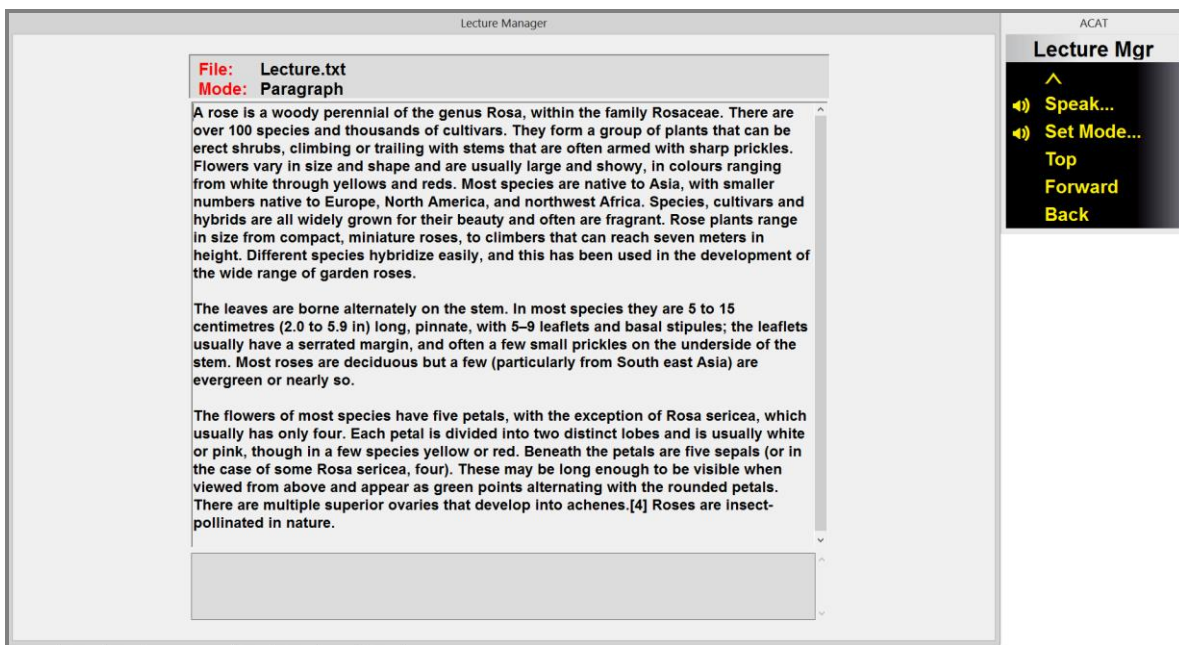 Lecture Manager
File: Lecture.txt
Mode: Paragraph
A rose is a woody perennial of the genus Rosa, within the family Rosaceae. There are
over 100 species and thousands of cultivars. They form a group of plants that can be
erect shrubs, climbing or trailing with stems that are often armed with sharp prickles.
Flowers vary in size and shape and are usually large and showy, in colours ranging
from white through yellows and reds. Most species are native to Asia, with smaller
numbers native to Europe, North America, and northwest Africa. Species, cultivars and
hybrids are all widely grown for their beauty and often are fragrant. Rose plants range
in size from compact, miniature roses, to climbers that can reach seven meters in
height. Different species hybridize easily, and this has been used in the development of
the wide range of garden roses.
The leaves are borne alternately on the stem. In most species they are 5 to 15
centimetres (2.0 to 5.9 in) long, pinnate, with 5–9 leaflets and basal stipules; the leaflets
usually have a serrated margin, and often a few small prickles on the underside of the
stem. Most roses are deciduous but a few (particularly from South east Asia) are
evergreen or nearly so.
The flowers of most species have five petals, with the exception of Rosa sericea, which
usually has only four. Each petal is divided into two distinct lobes and is usually white
or pink, though in a few species yellow or red. Beneath the petals are five sepals (or in
the case of some Rosa sericea, four). These may be long enough to be visible when
viewed from above and appear as green points alternating with the rounded petals.
There are multiple superior ovaries that develop into achenes.[4] Roses are insect-
pollinated in nature.
ACAT
Lecture Mgr
Speak...
Set Mode...
Top
Forward
Back